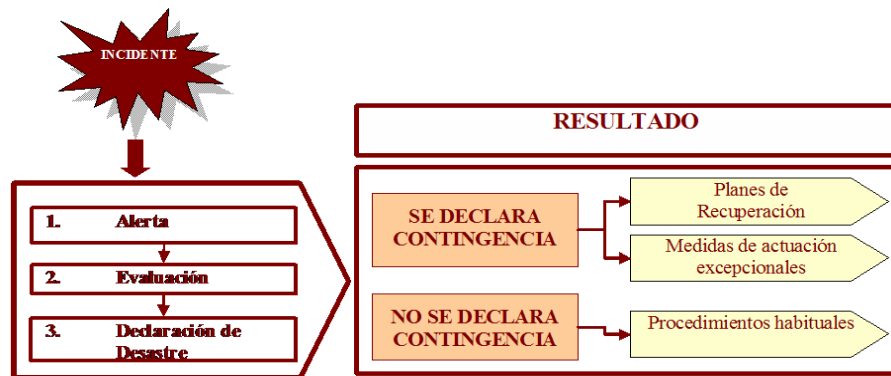 INCIDENTE
1. Alerta
2. Evaluación
3. Declaración de
Desastre
RESULTADO
SE DECLARA
CONTINGENCIA
Planes de
Recuperación
Medidas de actuación
excepcionales
NO SE DECLARA
CONTINGENCIA
Procedimientos habituales